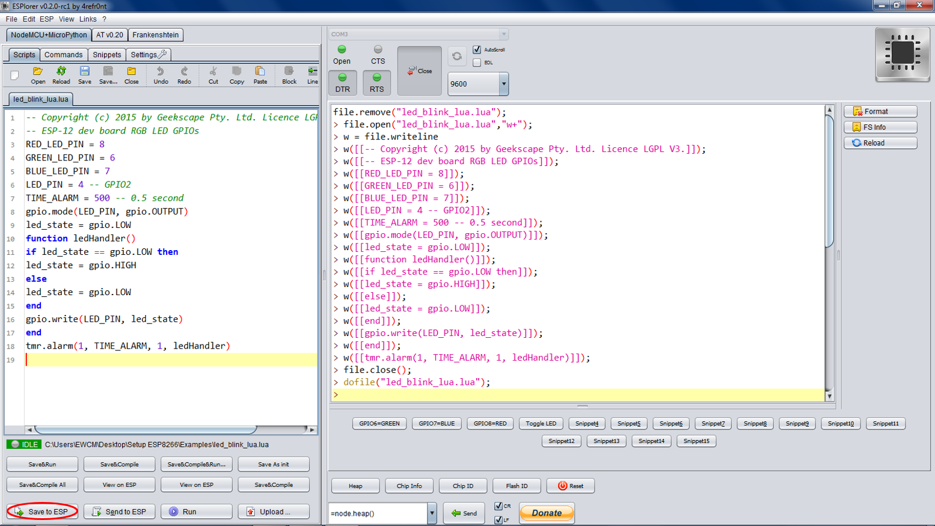 ESPlorer v0.2.0-rc1 by 4refr0nt
File Edit ESP View Links ?
NodeMCU+MicroPython AT v0.20 Frankenstein
Scripts Commands Snippets Settings
Open Reload Save Save... Close Undo Redo Cut Copy Paste Block Line
led_blink_lua.lua
1 -- Copyright (c) 2015 by Geekscape Pty. Ltd. Licence LGP
2 -- ESP-12 dev board RGB LED GPIOs
3 RED_LED_PIN = 8
4 GREEN_LED_PIN = 6
5 BLUE_LED_PIN = 7
6 LED_PIN = 4 -- GPIO2
7 TIME_ALARM = 500 -- 0.5 second
8 gpio.mode(LED_PIN, gpio.OUTPUT)
9 led_state = gpio.LOW
10 function ledHandler()
11 if led_state == gpio.LOW then
12 led_state = gpio.HIGH
13 else
14 led_state = gpio.LOW
15 end
16 gpio.write(LED_PIN, led_state)
17 end
18 tmr.alarm(1, TIME_ALARM, 1, ledHandler)
19
IDLE C:\Users\EWCM\Desktop\Setup ESP8266\Examples\led_blink_lua.lua
Save&Run Save&Compile Save&Compile&Run... Save As init
Save&Compile All View on ESP View on ESP Save&Compile
Save to ESP Send to ESP Run Upload ...
COM3
Open CTS Close AutoScroll
EOL
DTR RTS 9600
file.remove("led_blink_lua.lua");
> file.open("led_blink_lua.lua","w+");
> w = file.writeline
> w([[-- Copyright (c) 2015 by Geekscape Pty. Ltd. Licence LGPL V3.]]);
> w([[-- ESP-12 dev board RGB LED GPIOs]]);
> w([[RED_LED_PIN = 8]]);
> w([[GREEN_LED_PIN = 6]]);
> w([[BLUE_LED_PIN = 7]]);
> w([[LED_PIN = 4 -- GPIO2]]);
> w([[TIME_ALARM = 500 -- 0.5 second]]);
> w([[gpio.mode(LED_PIN, gpio.OUTPUT)]]);
> w([[led_state = gpio.LOW]]);
> w([[function ledHandler()]]);
> w([[if led_state == gpio.LOW then]]);
> w([[led_state = gpio.HIGH]]);
> w([[else]]);
> w([[led_state = gpio.LOW]]);
> w([[end]]);
> w([[gpio.write(LED_PIN, led_state)]]);
> w([[end]]);
> w([[tmr.alarm(1, TIME_ALARM, 1, ledHandler)]]);
> file.close();
> dofile("led_blink_lua.lua");
>
Format
FS Info
Reload
GPIO6=GREEN GPIO7=BLUE GPIO8=RED Toggle LED Snippet4 Snippet5 Snippet6 Snippet7 Snippet8 Snippet9 Snippet10 Snippet11
Snippet12 Snippet13 Snippet14 Snippet15
Heap Chip Info Chip ID Flash ID Reset
=node.heap() Send CR LF Donate